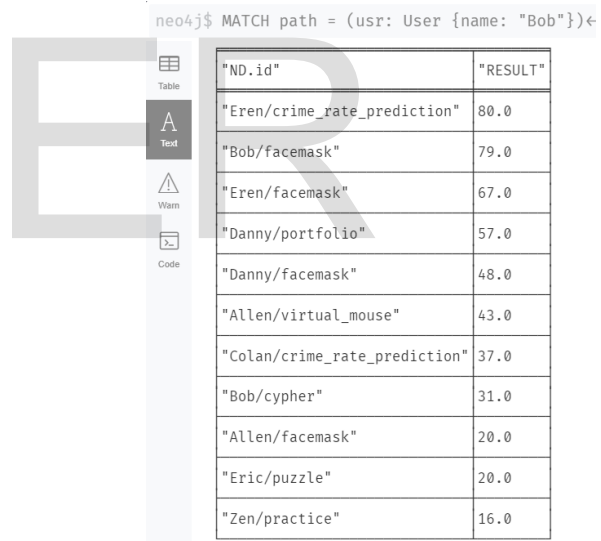 neo4j$ MATCH path = (usr: User {name: "Bob"})←
Table
A
Text
Warn
Code
"ND.id" "RESULT"
"Eren/crime_rate_prediction" 80.0
"Bob/facemask" 79.0
"Eren/facemask" 67.0
"Danny/portfolio" 57.0
"Danny/facemask" 48.0
"Allen/virtual_mouse" 43.0
"Colan/crime_rate_prediction" 37.0
"Bob/cypher" 31.0
"Allen/facemask" 20.0
"Eric/puzzle" 20.0
"Zen/practice" 16.0
ER